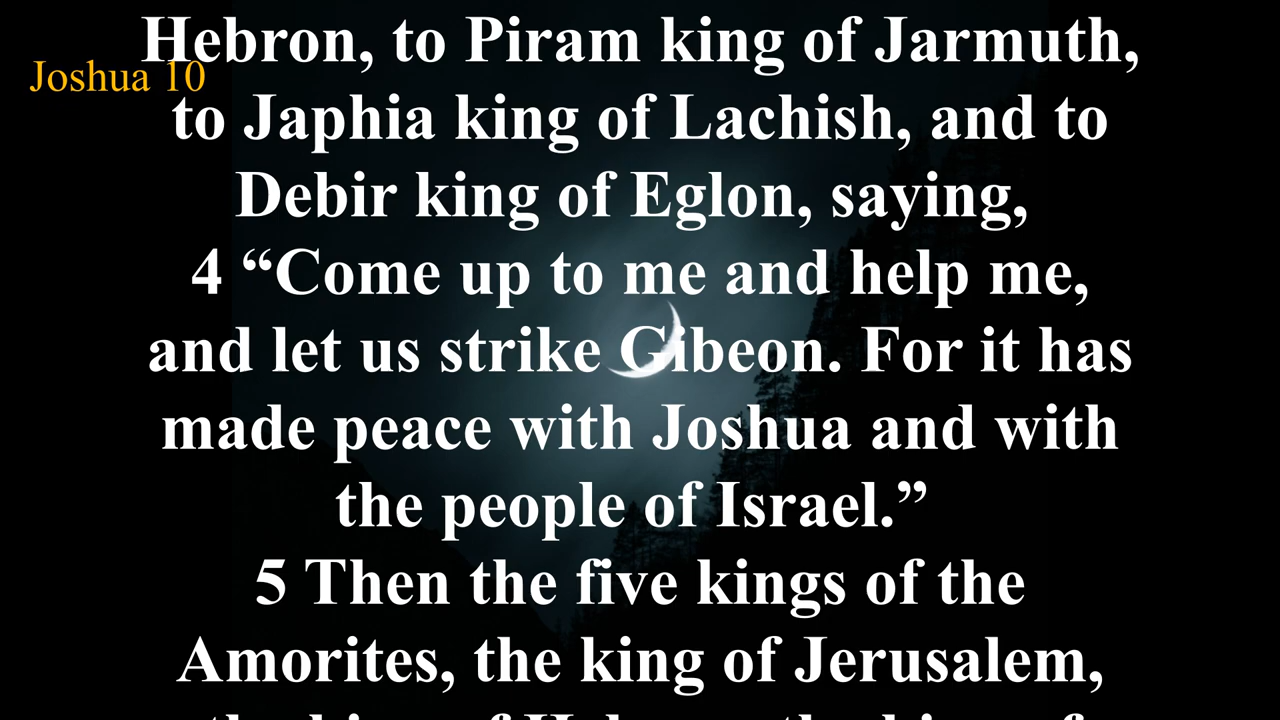 Hebron, to Piram king of Jarmuth,
Joshua 10
to Japhia king of Lachish, and to
Debir king of Eglon, saying,
4 “Come up to me and help me,
and let us strike Gibeon. For it has
made peace with Joshua and with
the people of Israel.”
5 Then the five kings of the
Amorites, the king of Jerusalem,